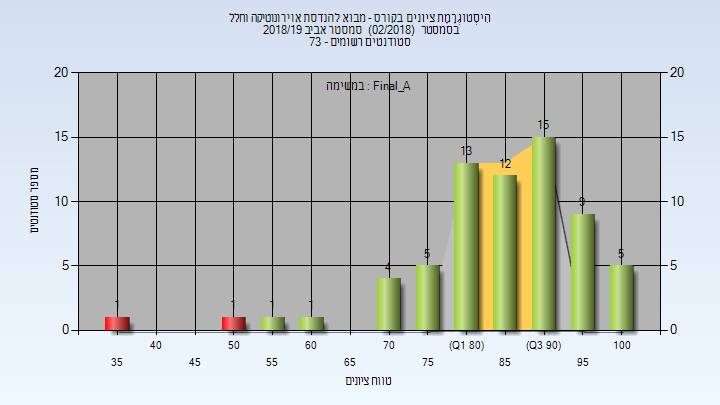 היסטוגרמת ציונים בקורס - מבוא להנדסת אוירונוטיקה וחלל
בסמסטר (02/2018) סמסטר אביב 2018/19
סטודנטים רשומים - 73
במשימה : Final_A
מספר סטודנטים
20 20
15 15
10 10
5 5
0 0
1 1 1 1 4 5 13 12 15 9 5
40 50 60 70 (Q1 80) (Q3 90) 100
35 45 55 65 75 85 95
טווח ציונים